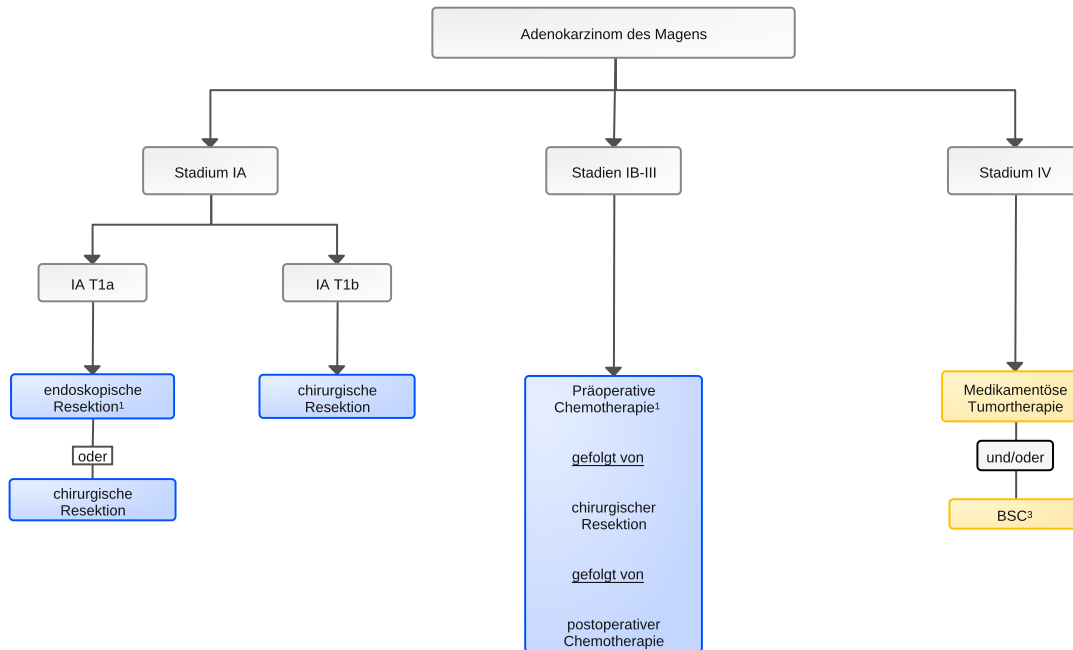 Adenokarzinom des Magens
Stadium IA
Stadien IB-III
Stadium IV
IA T1a
IA T1b
endoskopische
Resektion¹
oder
chirurgische
Resektion
chirurgische
Resektion
Präoperative
Chemotherapie¹
gefolgt von
chirurgischer
Resektion
gefolgt von
postoperativer
Chemotherapie
Medikamentöse
Tumortherapie
und/oder
BSC³